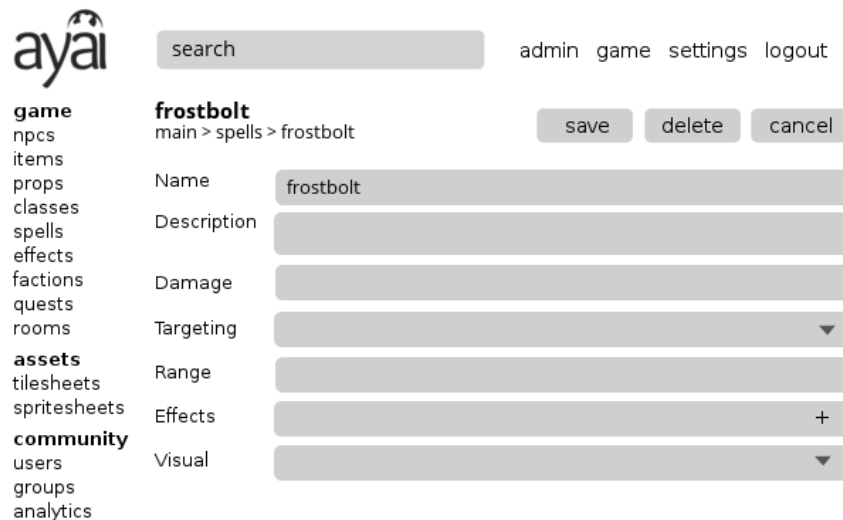 ayai
search
admin game settings logout
game
npcs
items
props
classes
spells
effects
factions
quests
rooms
assets
tilesheets
spritesheets
community
users
groups
analytics
frostbolt
main > spells > frostbolt
save delete cancel
Name frostbolt
Description
Damage
Targeting
Range
Effects +
Visual